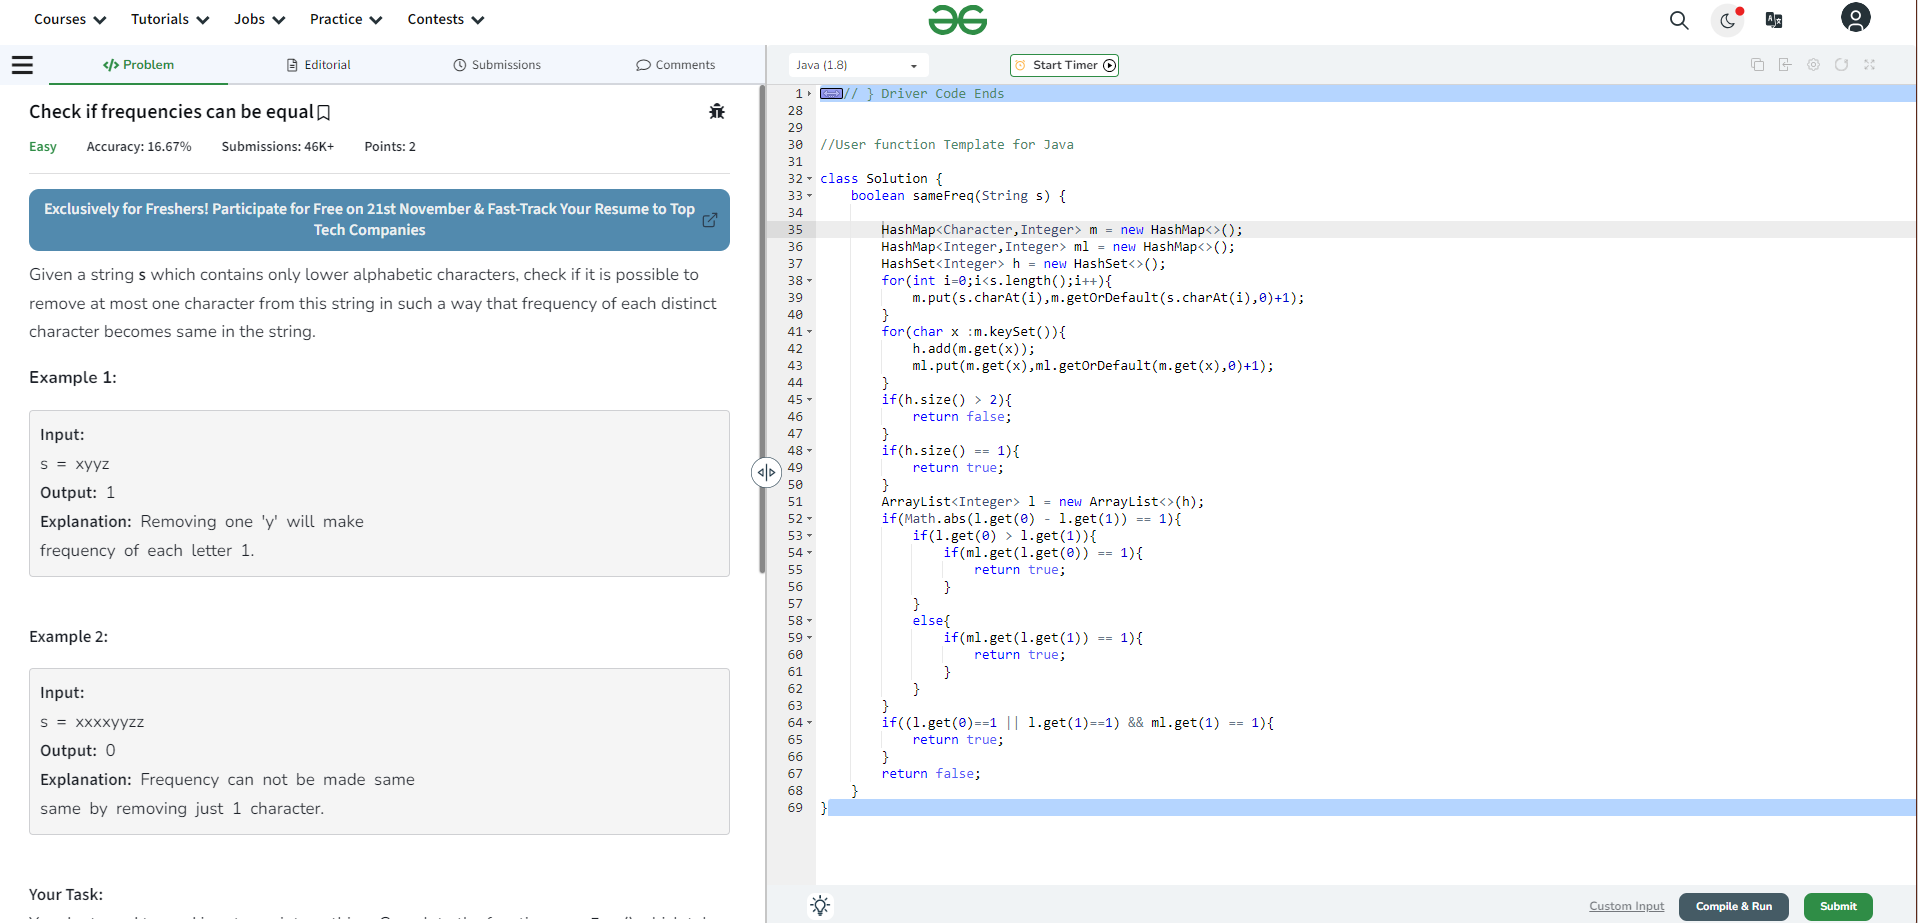 Courses Tutorials Jobs Practice Contests
</> Problem Editorial Submissions Comments
Check if frequencies can be equal
Easy Accuracy: 16.67% Submissions: 46K+ Points: 2
Exclusively for Freshers! Participate for Free on 21st November & Fast-Track Your Resume to Top
Tech Companies
Given a string s which contains only lower alphabetic characters, check if it is possible to
remove at most one character from this string in such a way that frequency of each distinct
character becomes same in the string.
Example 1:
Input:
s = xyyz
Output: 1
Explanation: Removing one 'y' will make
frequency of each letter 1.
Example 2:
Input:
s = xxxxyyzz
Output: 0
Explanation: Frequency can not be made same
same by removing just 1 character.
Your Task:
Java (1.8) Start Timer
1 // } Driver Code Ends
28
29
30 //User function Template for Java
31
32 class Solution {
33 boolean sameFreq(String s) {
34
35 HashMap<Character,Integer> m = new HashMap<>();
36 HashMap<Integer,Integer> ml = new HashMap<>();
37 HashSet<Integer> h = new HashSet<>();
38 for(int i=0;i<s.length();i++){
39 m.put(s.charAt(i),m.getOrDefault(s.charAt(i),0)+1);
40 }
41 for(char x :m.keySet()){
42 h.add(m.get(x));
43 ml.put(m.get(x),ml.getOrDefault(m.get(x),0)+1);
44 }
45 if(h.size() > 2){
46 return false;
47 }
48 if(h.size() == 1){
49 return true;
50 }
51 ArrayList<Integer> l = new ArrayList<>(h);
52 if(Math.abs(l.get(0) - l.get(1)) == 1){
53 if(l.get(0) > l.get(1)){
54 if(ml.get(l.get(0)) == 1){
55 return true;
56 }
57 }
58 else{
59 if(ml.get(l.get(1)) == 1){
60 return true;
61 }
62 }
63 }
64 if((l.get(0)==1 || l.get(1)==1) && ml.get(1) == 1){
65 return true;
66 }
67 return false;
68 }
69 }
Custom Input Compile & Run Submit